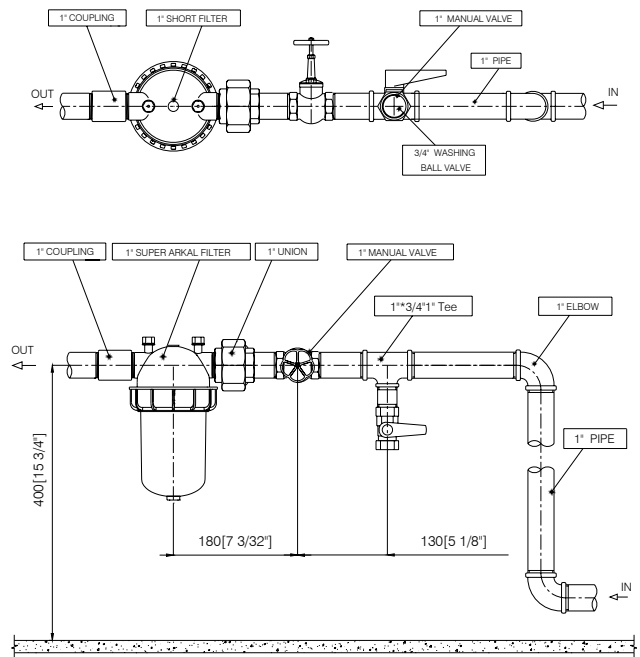 1" COUPLING
1" SHORT FILTER
1" MANUAL VALVE
1" PIPE
OUT
IN
3/4" WASHING
BALL VALVE
1" COUPLING
1" SUPER ARKAL FILTER
1" UNION
1" MANUAL VALVE
1"*3/4"1" Tee
1" ELBOW
OUT
1" PIPE
400[15 3/4"]
180[7 3/32"]
130[5 1/8"]
IN